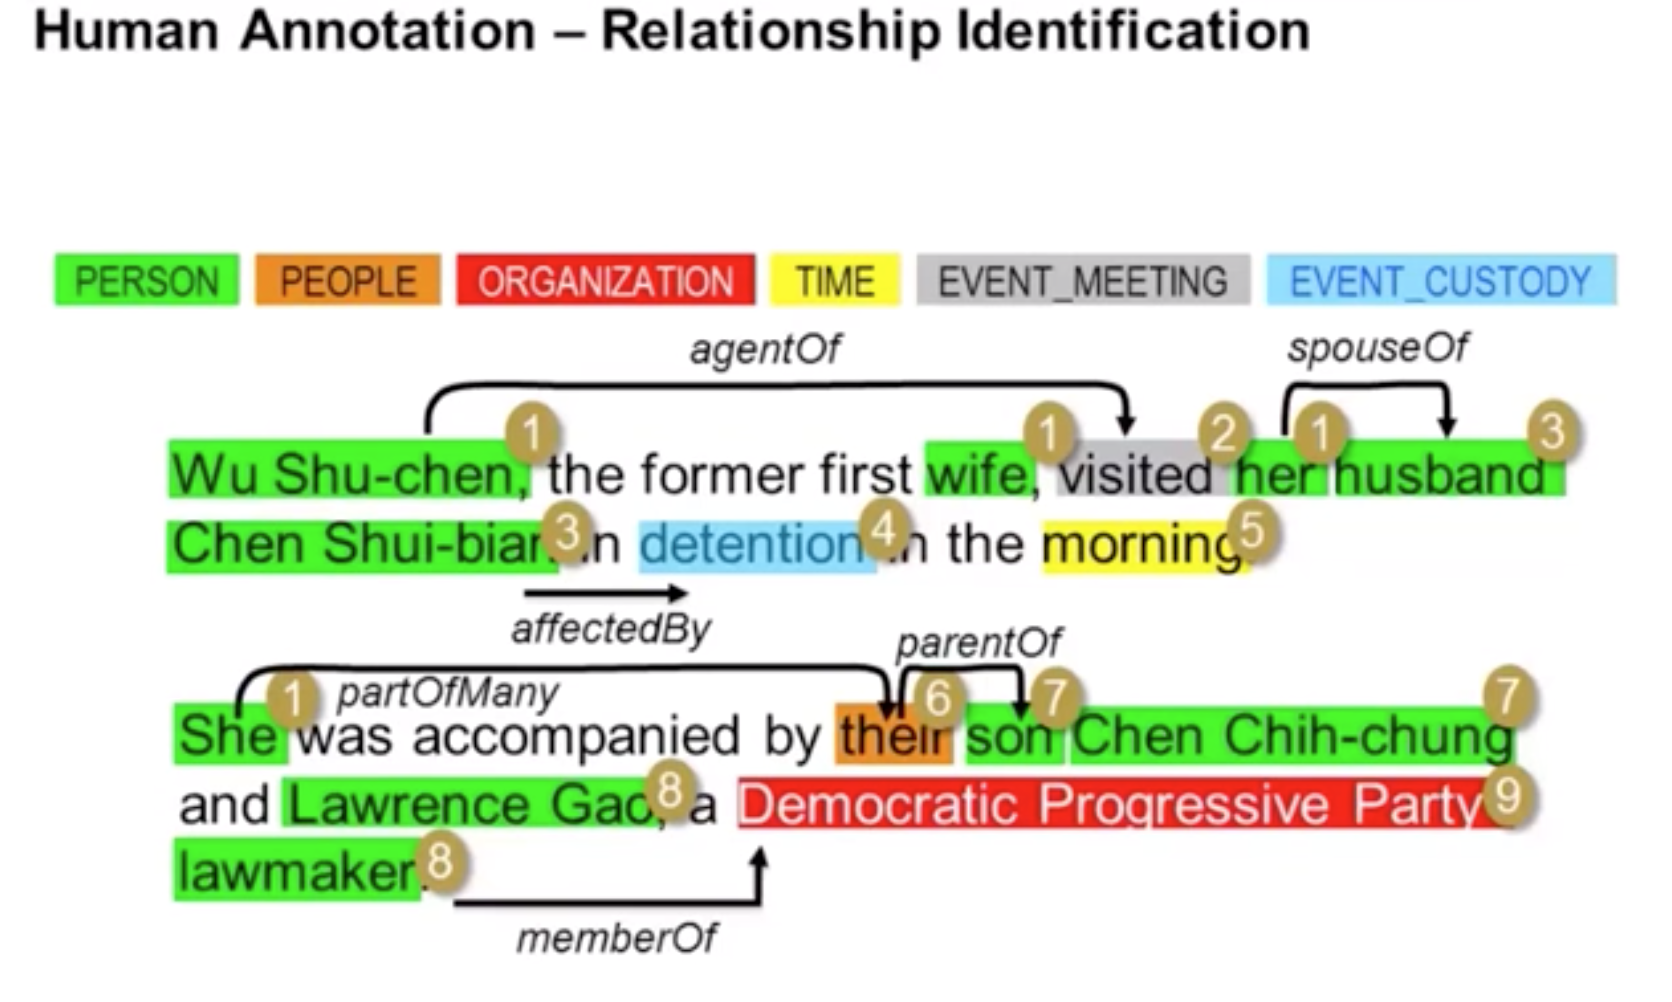 Human Annotation – Relationship Identification
PERSON PEOPLE ORGANIZATION TIME EVENT_MEETING EVENT_CUSTODY
agentOf spouseOf
1 1 2 1 3
Wu Shu-chen, the former first wife, visited her husband
3 4 5
Chen Shui-bian in detention in the morning.
affectedBy
parentOf
1 partOfMany 6 7 7
She was accompanied by their son Chen Chih-chung
and Lawrence Gao, 8 a Democratic Progressive Party 9
lawmaker. 8
memberOf